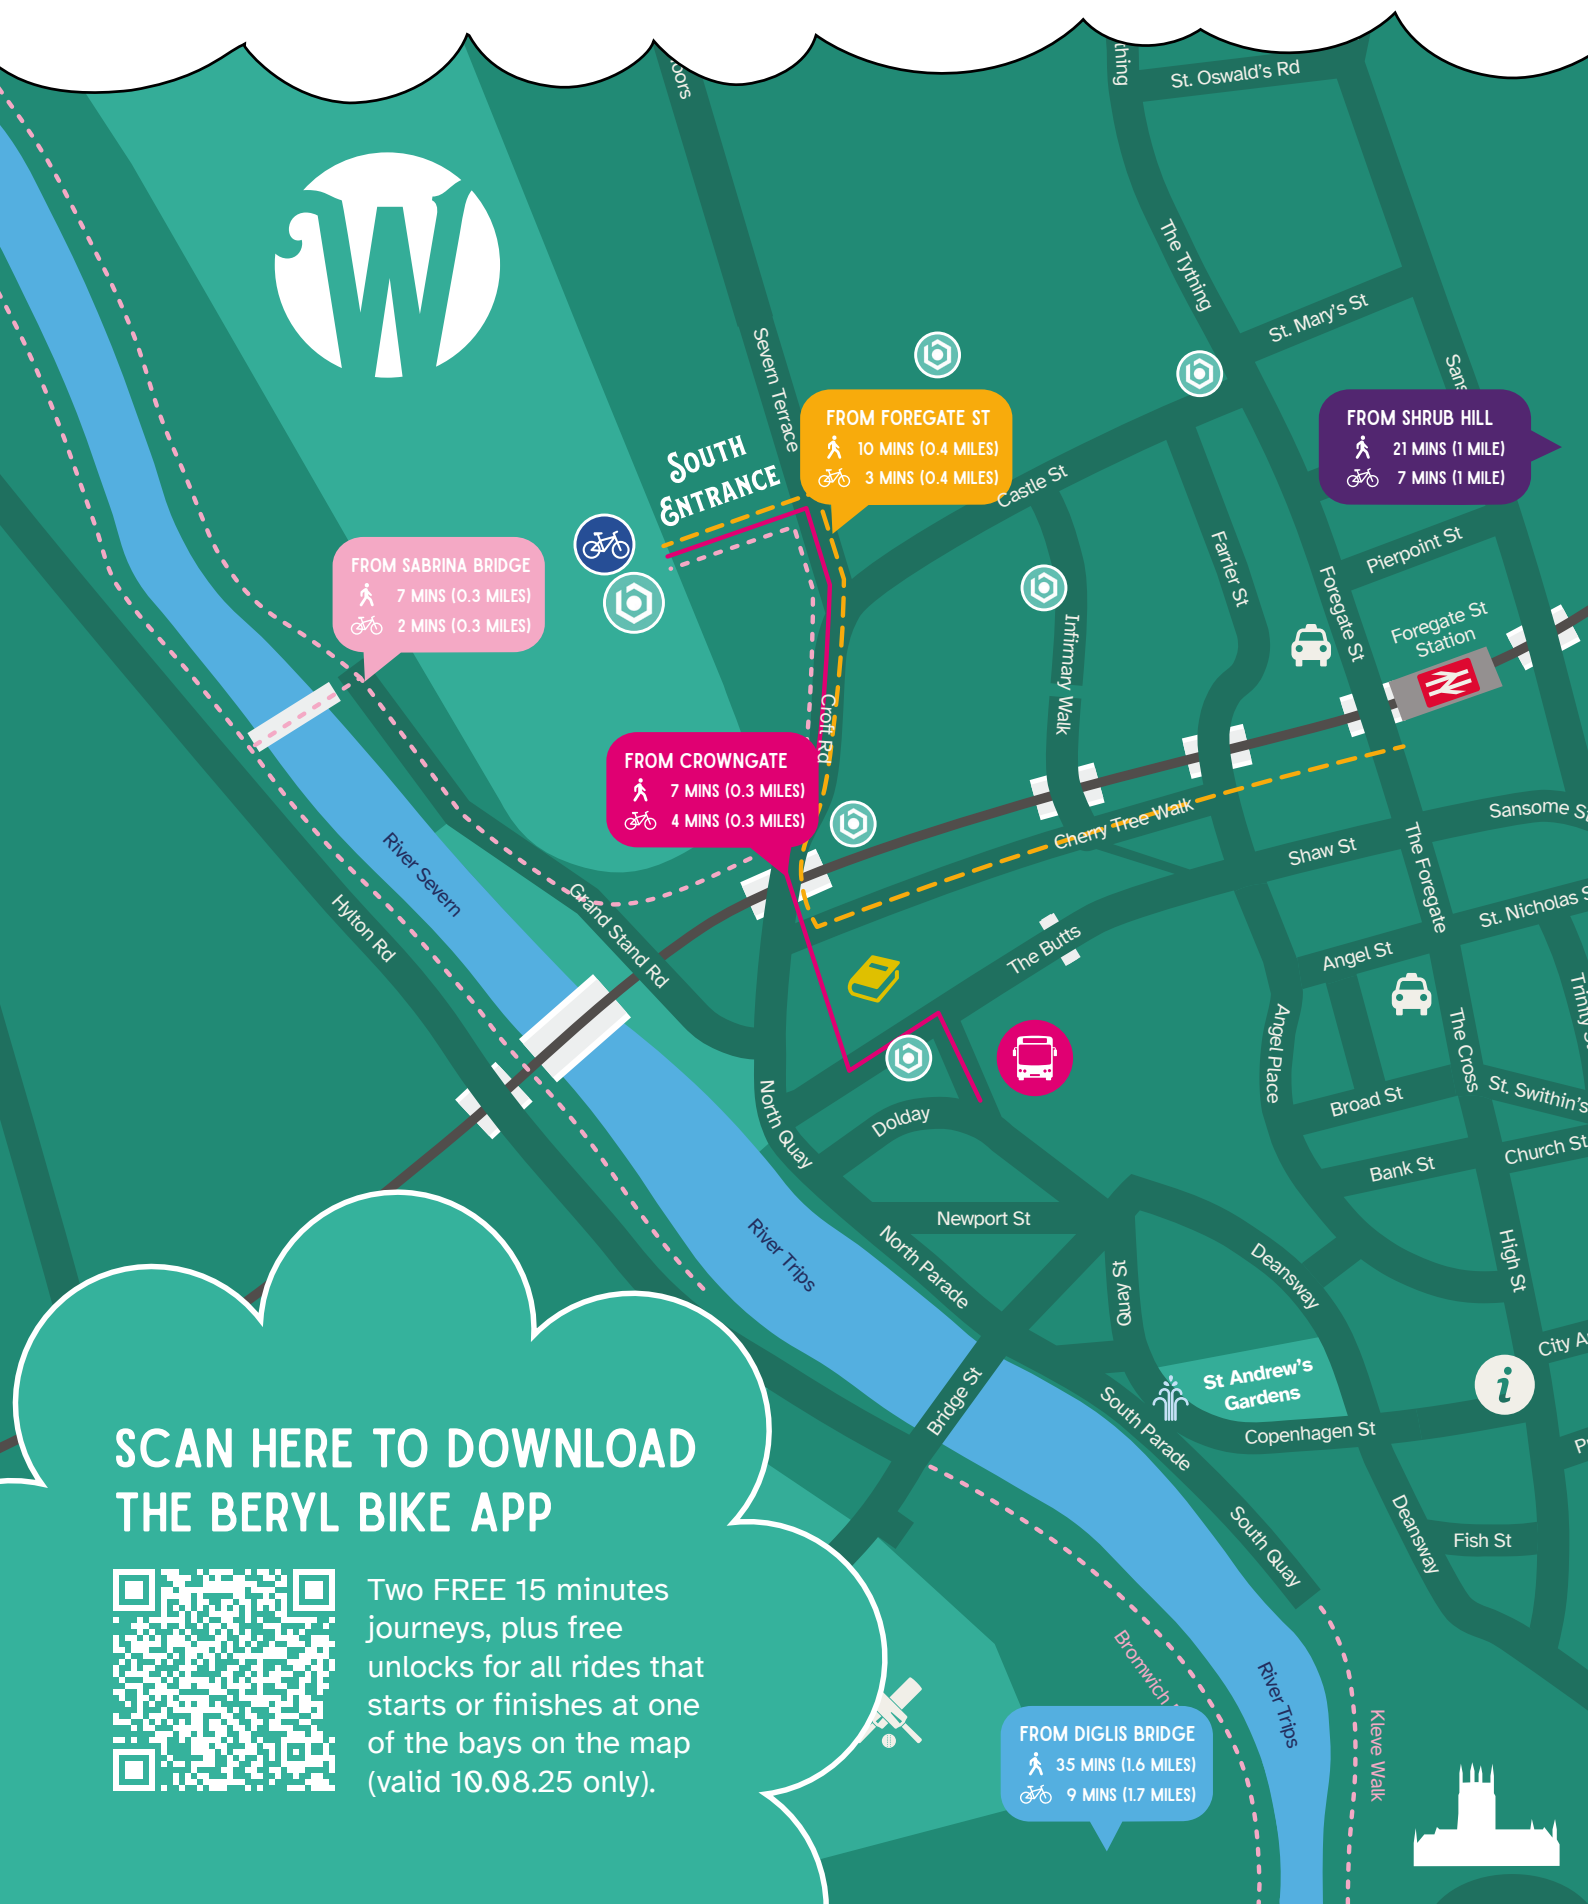 St. Oswald's Rd
The Tything
St. Mary's St
Severn Terrace
FROM FOREGATE ST
10 MINS (0.4 MILES)
3 MINS (0.4 MILES)
FROM SHRUB HILL
21 MINS (1 MILE)
7 MINS (1 MILE)
SOUTH
ENTRANCE
Castle St
Farrier St
Pierpoint St
Foregate St
Foregate St
Station
FROM SABRINA BRIDGE
7 MINS (0.3 MILES)
2 MINS (0.3 MILES)
Infirmary Walk
Croft Rd
FROM CROWNGATE
7 MINS (0.3 MILES)
4 MINS (0.3 MILES)
Cherry Tree Walk
Sansome St
Shaw St
The Foregate
River Severn
Hylton Rd
Grand Stand Rd
The Butts
St. Nicholas S
Angel St
Trinity
Angel Place
The Cross
North Quay
Dolday
Broad St
St. Swithin's
Bank St
Church St
Newport St
North Parade
River Trips
Quay St
Deansway
High St
City A
Bridge St
St Andrew's
Gardens
South Parade
Copenhagen St
Deansway
Fish St
South Quay
SCAN HERE TO DOWNLOAD
THE BERYL BIKE APP
Two FREE 15 minutes
journeys, plus free
unlocks for all rides that
starts or finishes at one
of the bays on the map
(valid 10.08.25 only).
Bromwich
River Trips
Kleve Walk
FROM DIGLIS BRIDGE
35 MINS (1.6 MILES)
9 MINS (1.7 MILES)